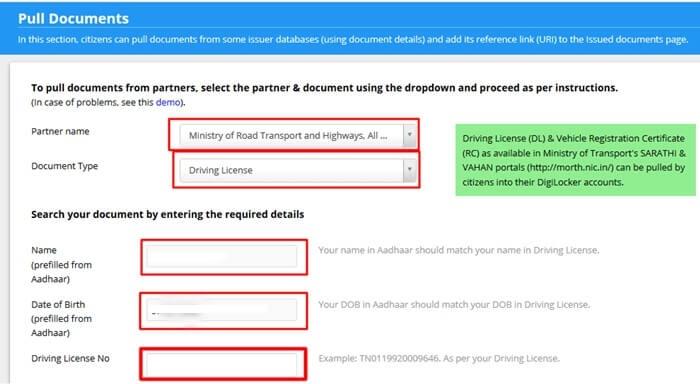 Pull Documents
In this section, citizens can pull documents from some issuer databases (using document details) and add its reference link (URI) to the Issued documents page.
To pull documents from partners, select the partner & document using the dropdown and proceed as per instructions.
(In case of problems, see this demo).
Partner name
Ministry of Road Transport and Highways, All ...
Document Type
Driving License
Driving License (DL) & Vehicle Registration Certificate
(RC) as available in Ministry of Transport's SARATHI &
VAHAN portals (http://morth.nic.in/) can be pulled by
citizens into their DigiLocker accounts.
Search your document by entering the required details
Name
(prefilled from
Aadhaar)
Your name in Aadhaar should match your name in Driving License.
Date of Birth
(prefilled from
Aadhaar)
Your DOB in Aadhaar should match your DOB in Driving License.
Driving License No
Example: TN0119920009646. As per your Driving License.